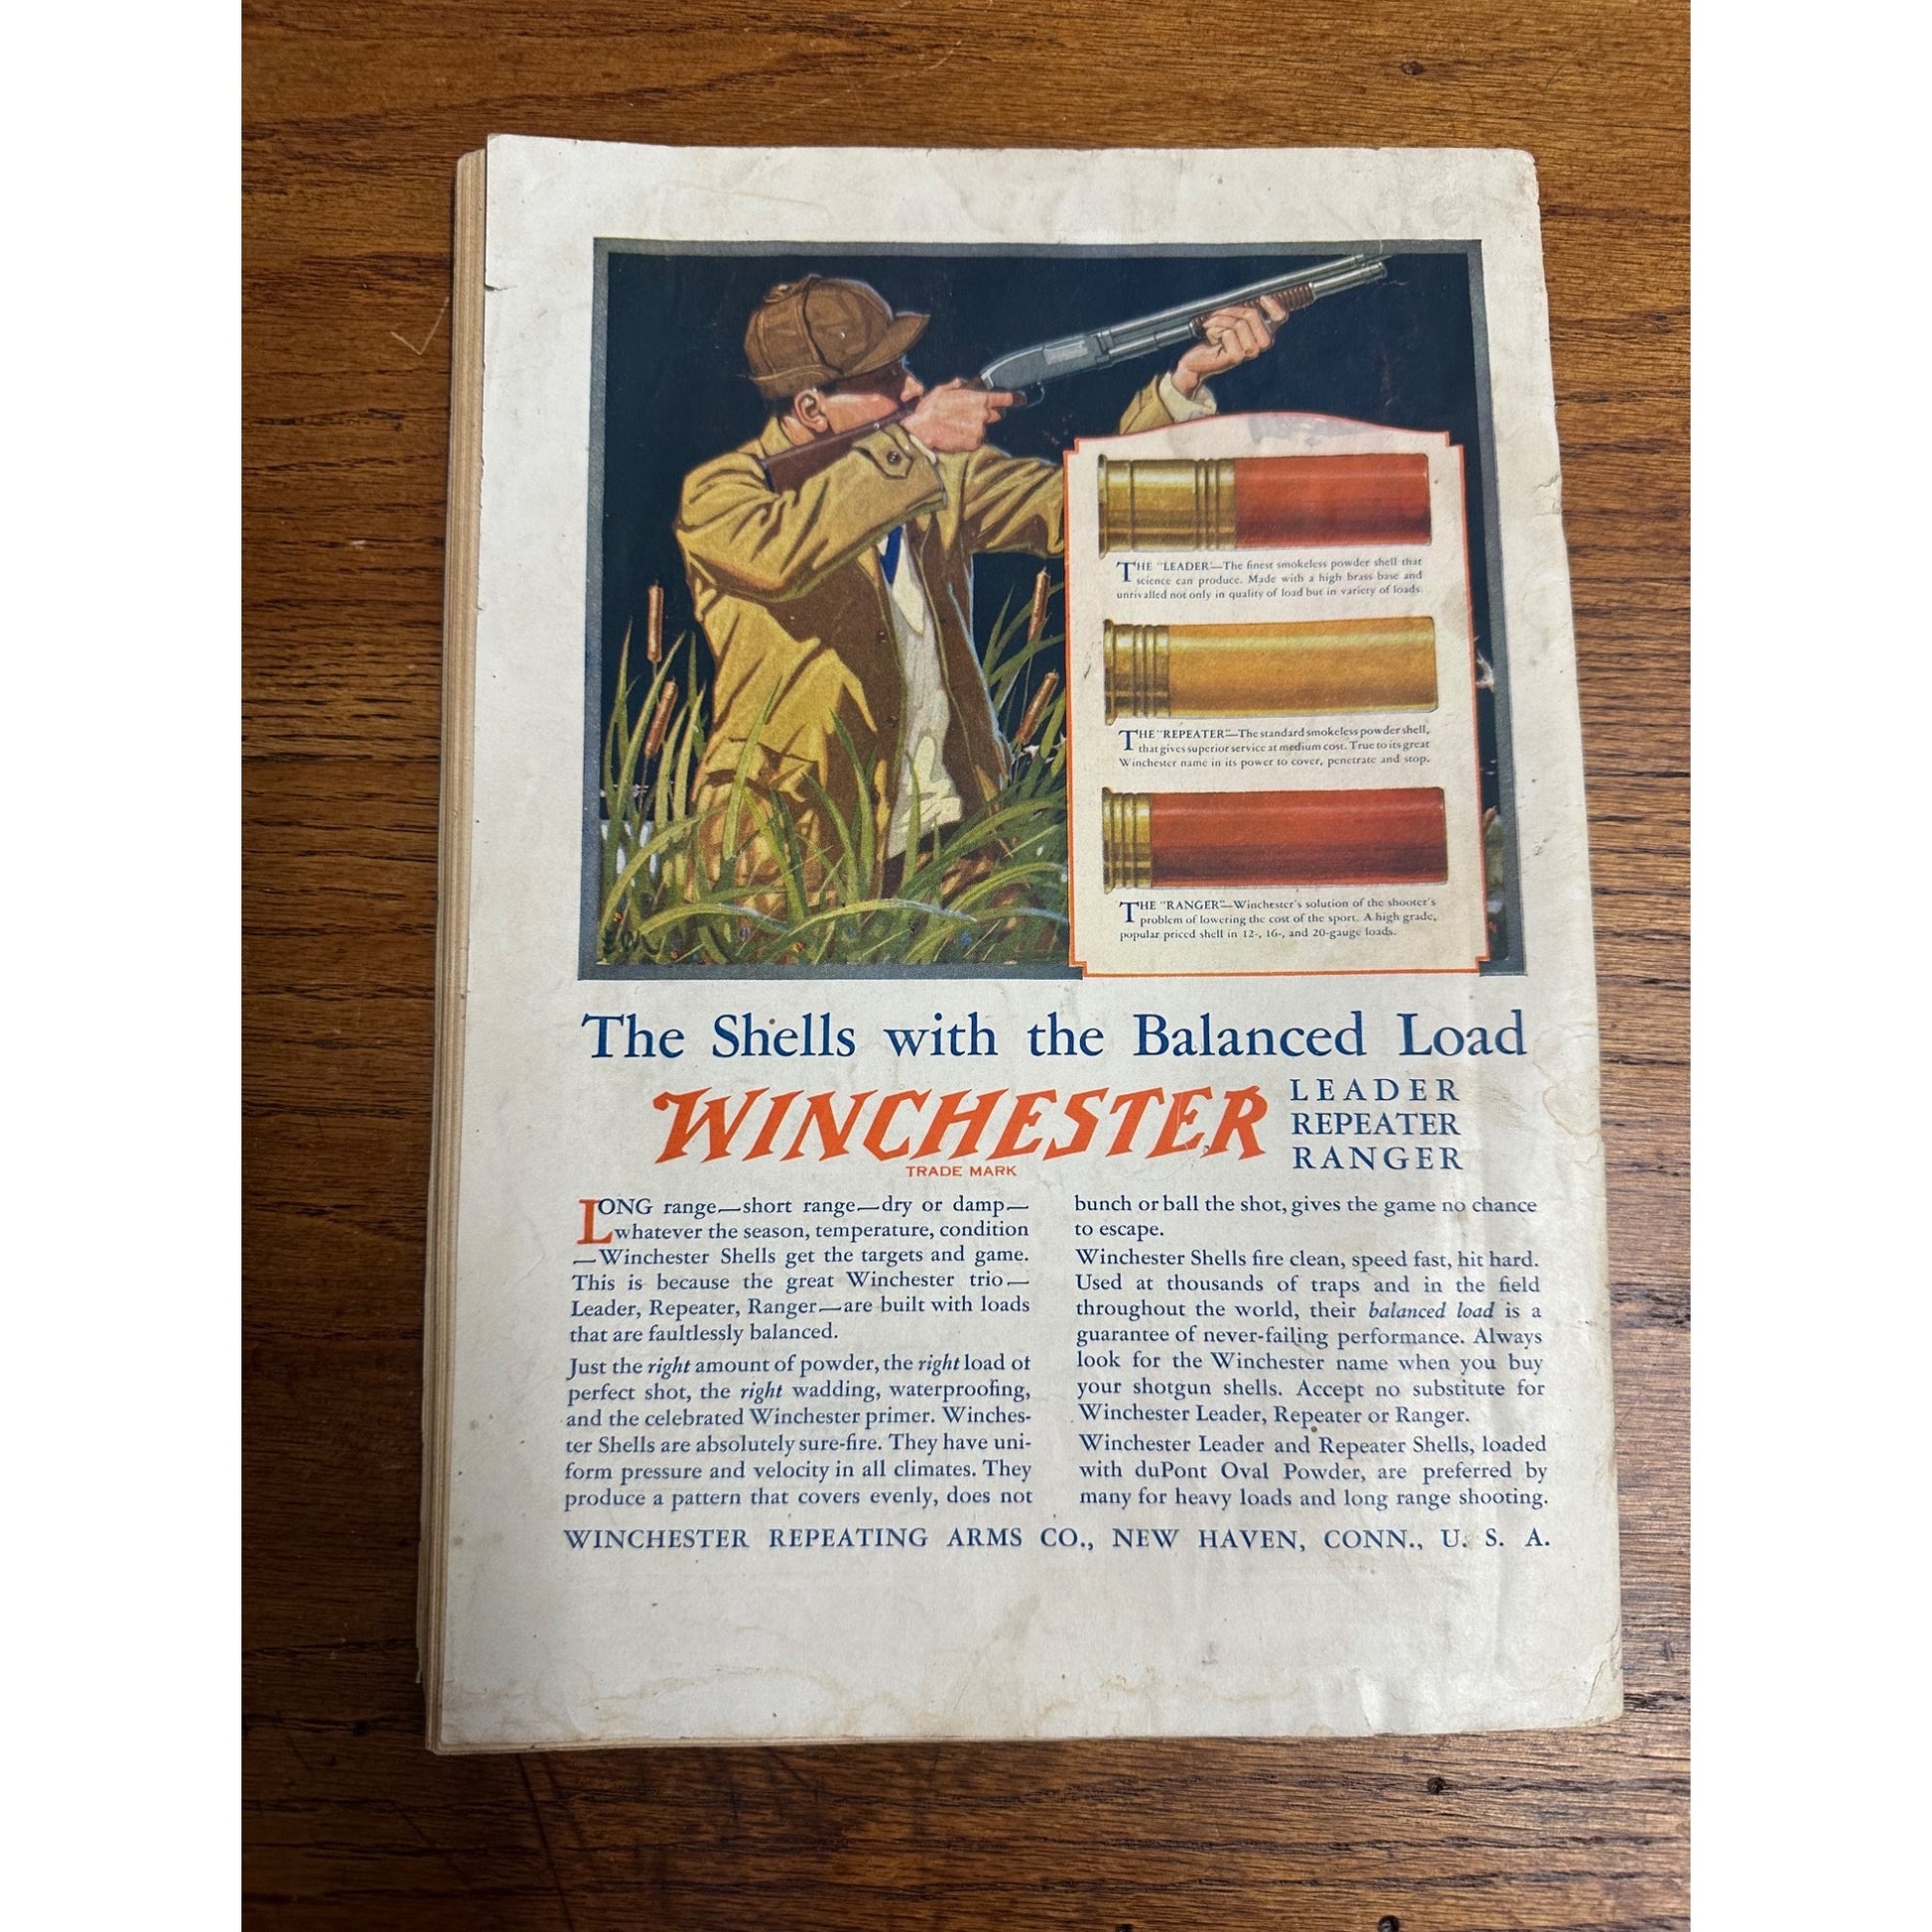 THE "LEADER"—The finest smokeless powder shell that
science can produce. Made with a high brass base and
unrivalled not only in quality of load but in variety of loads.
THE "REPEATER"—The standard smokeless powder shell,
that gives superior service at medium cost. True to its great
Winchester name in its power to cover, penetrate and stop.
THE "RANGER"—Winchester's solution of the shooter's
problem of lowering the cost of the sport. A high grade,
popular priced shell in 12-, 16-, and 20-gauge loads.
The Shells with the Balanced Load
WINCHESTER
TRADE MARK
LEADER
REPEATER
RANGER
LONG range—short range—dry or damp—
whatever the season, temperature, condition
—Winchester Shells get the targets and game.
This is because the great Winchester trio—
Leader, Repeater, Ranger—are built with loads
that are faultlessly balanced.
Just the right amount of powder, the right load of
perfect shot, the right wadding, waterproofing,
and the celebrated Winchester primer. Winches-
ter Shells are absolutely sure-fire. They have uni-
form pressure and velocity in all climates. They
produce a pattern that covers evenly, does not
bunch or ball the shot, gives the game no chance
to escape.
Winchester Shells fire clean, speed fast, hit hard.
Used at thousands of traps and in the field
throughout the world, their balanced load is a
guarantee of never-failing performance. Always
look for the Winchester name when you buy
your shotgun shells. Accept no substitute for
Winchester Leader, Repeater or Ranger.
Winchester Leader and Repeater Shells, loaded
with duPont Oval Powder, are preferred by
many for heavy loads and long range shooting.
WINCHESTER REPEATING ARMS CO., NEW HAVEN, CONN., U. S. A.